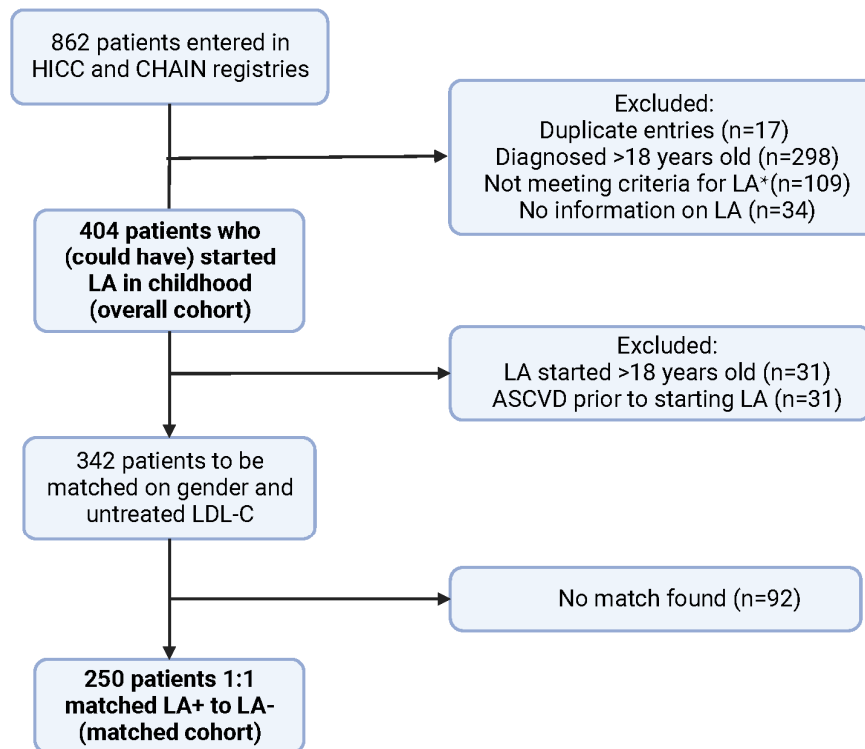 862 patients entered in
HICC and CHAIN registries
Excluded:
Duplicate entries (n=17)
Diagnosed >18 years old (n=298)
Not meeting criteria for LA*(n=109)
No information on LA (n=34)
404 patients who
(could have) started
LA in childhood
(overall cohort)
Excluded:
LA started >18 years old (n=31)
ASCVD prior to starting LA (n=31)
342 patients to be
matched on gender and
untreated LDL-C
No match found (n=92)
250 patients 1:1
matched LA+ to LA-
(matched cohort)